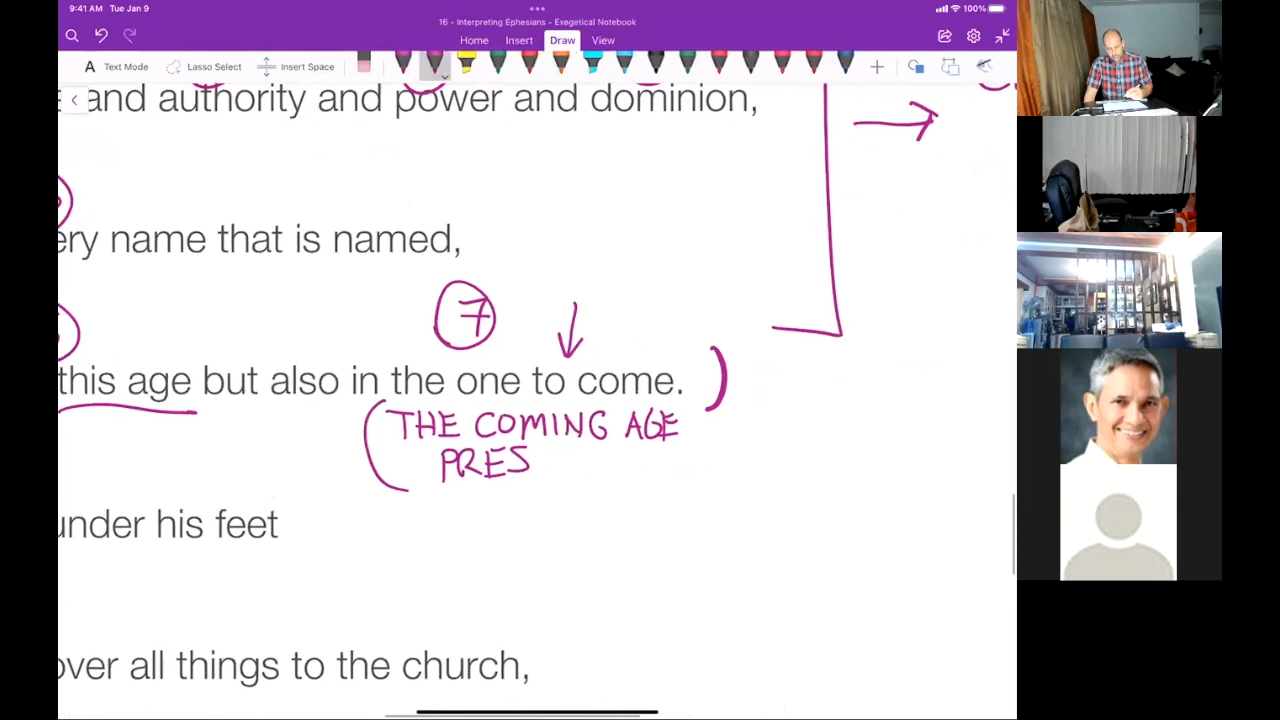 9:41 AM Tue Jan 9
100%
16 - Interpreting Ephesians - Exegetical Notebook
Home Insert Draw View
Text Mode Lasso Select Insert Space
and authority and power and dominion,
ery name that is named,
7
this age but also in the one to come.
(THE COMING AGE
PRES
under his feet
over all things to the church,